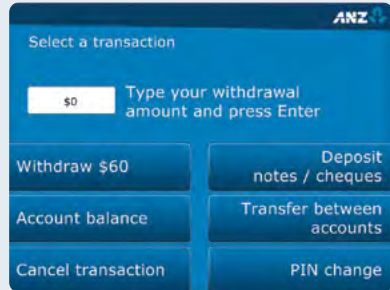 ANZ
Select a transaction
$0
Type your withdrawal
amount and press Enter
Withdraw $60
Deposit
notes / cheques
Account balance
Transfer between
accounts
Cancel transaction
PIN change